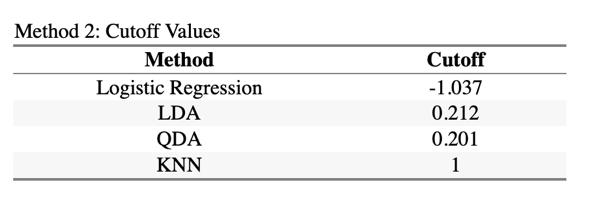 Method 2: Cutoff Values
Method Cutoff
Logistic Regression -1.037
LDA 0.212
QDA 0.201
KNN 1